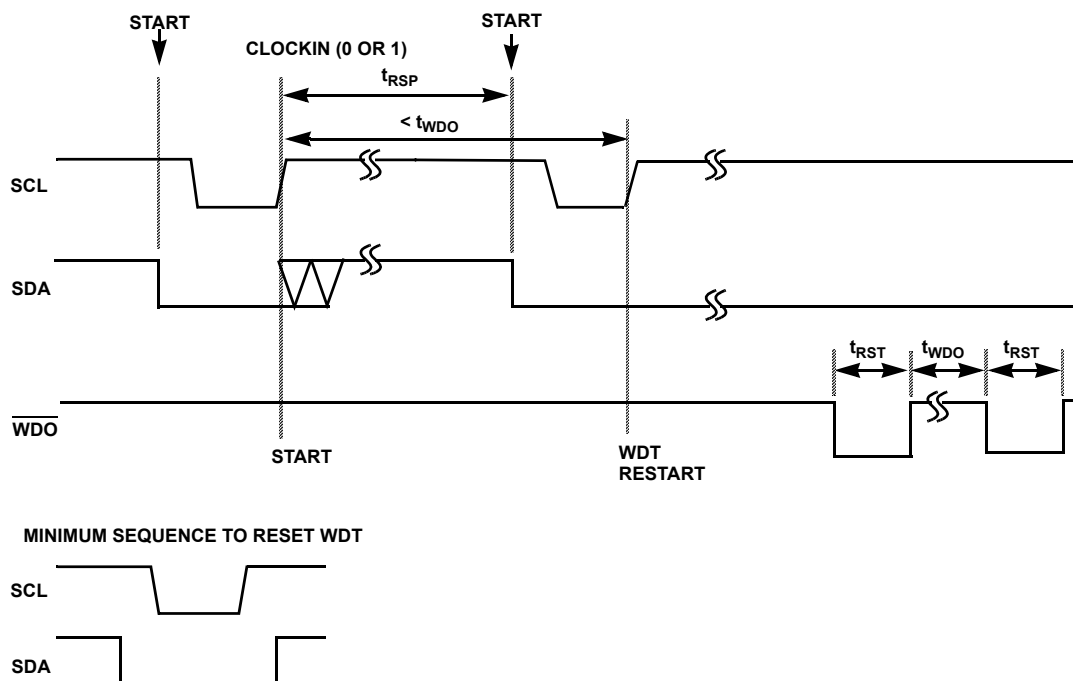 START
START
CLOCKIN (0 OR 1)
tRSP
< tWDO
SCL
SDA
tRST
tWDO
tRST
WDO
START
WDT
RESTART
MINIMUM SEQUENCE TO RESET WDT
SCL
SDA